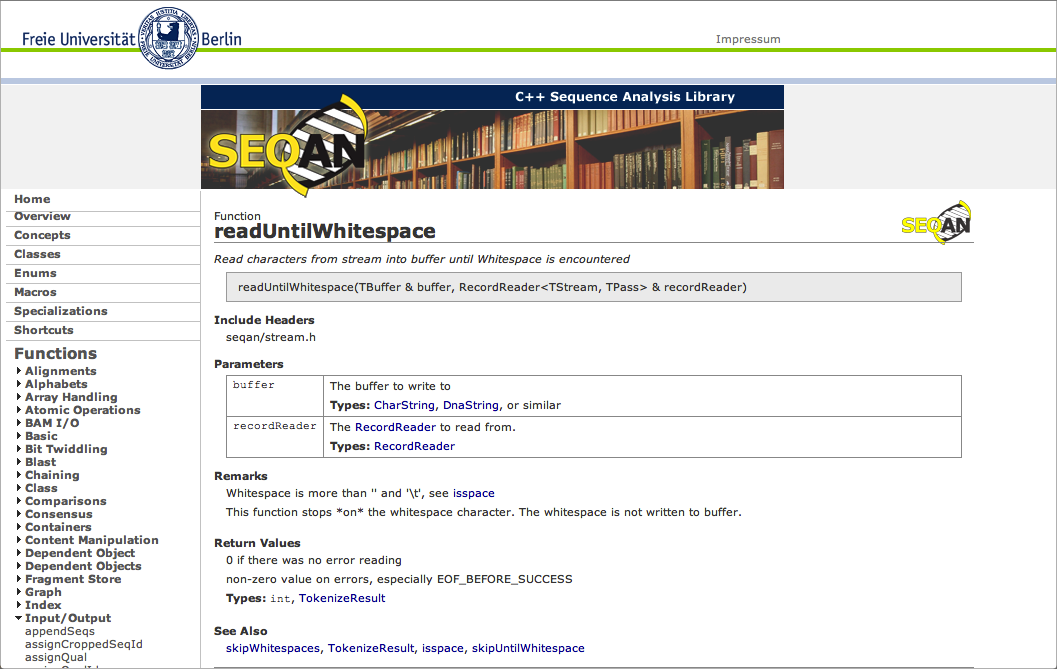 Freie Universität Berlin
Impressum
C++ Sequence Analysis Library
SEQAN
Home
Overview
Concepts
Classes
Enums
Macros
Specializations
Shortcuts
Functions
Alignments
Alphabets
Array Handling
Atomic Operations
BAM I/O
Basic
Bit Twiddling
Blast
Chaining
Class
Comparisons
Consensus
Containers
Content Manipulation
Dependent Object
Dependent Objects
Fragment Store
Graph
Index
Input/Output
appendSeqs
assignCroppedSeqId
assignQual
Function
readUntilWhitespace
SEQAN
Read characters from stream into buffer until Whitespace is encountered
readUntilWhitespace(TBuffer & buffer, RecordReader<TStream, TPass> & recordReader)
Include Headers
seqan/stream.h
Parameters
buffer The buffer to write to
Types: CharString, DnaString, or similar
recordReader The RecordReader to read from.
Types: RecordReader
Remarks
Whitespace is more than '' and '\t', see isspace
This function stops *on* the whitespace character. The whitespace is not written to buffer.
Return Values
0 if there was no error reading
non-zero value on errors, especially EOF_BEFORE_SUCCESS
Types: int, TokenizeResult
See Also
skipWhitespaces, TokenizeResult, isspace, skipUntilWhitespace